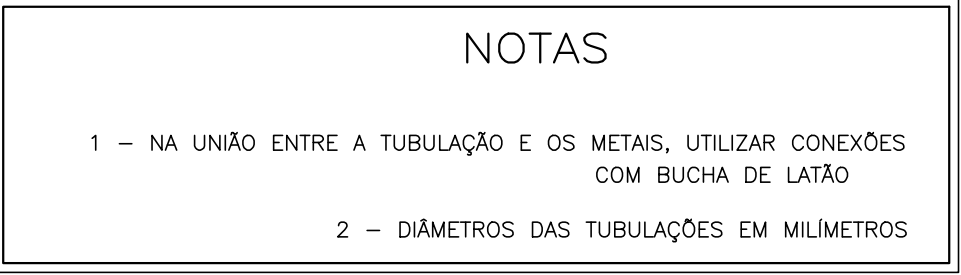 NOTAS
1 – NA UNIÃO ENTRE A TUBULAÇÃO E OS METAIS, UTILIZAR CONEXÕES
COM BUCHA DE LATÃO
2 – DIÂMETROS DAS TUBULAÇÕES EM MILÍMETROS